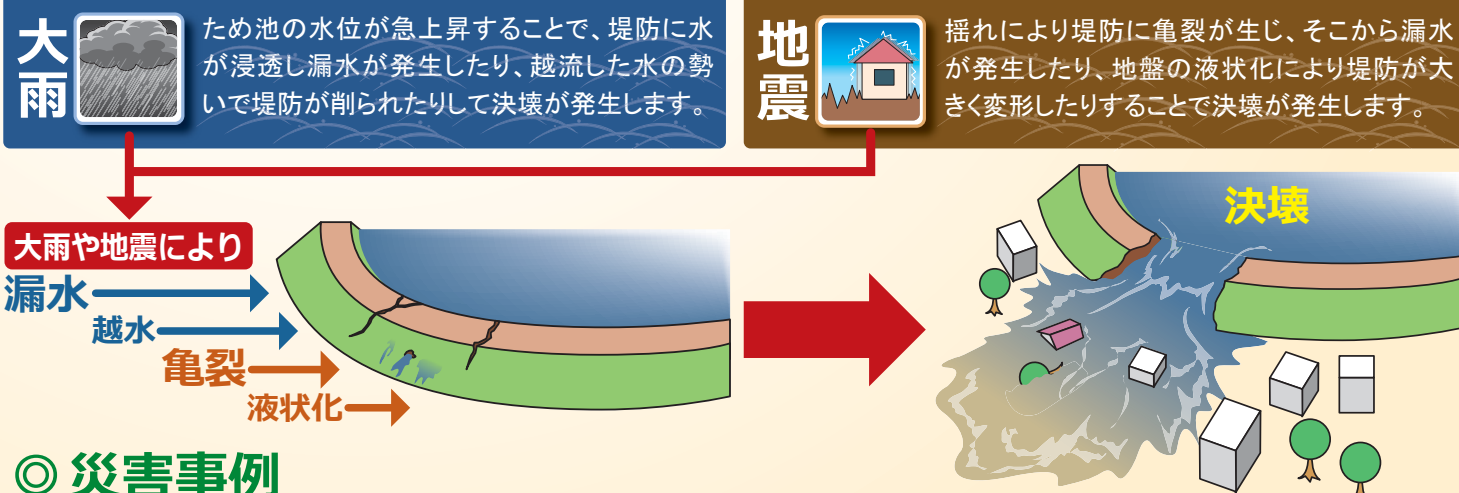 大雨
ため池の水位が急上昇することで、堤防に水
が浸透し漏水が発生したり、越流した水の勢
いで堤防が削られたりして決壊が発生します。
地震
揺れにより堤防に亀裂が生じ、そこから漏水
が発生したり、地盤の液状化により堤防が大
きく変形したりすることで決壊が発生します。
大雨や地震により
漏水
越水
亀裂
液状化
決壊
◎災害事例